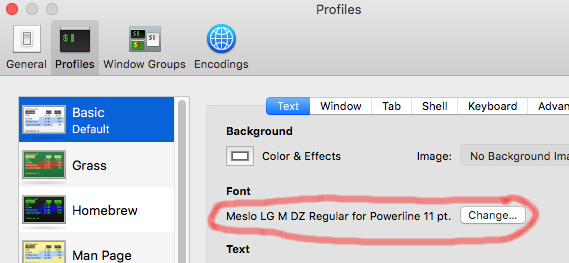 Profiles
General
Profiles
Window Groups
Encodings
Basic
Default
Grass
Homebrew
Man Page
Text
Window
Tab
Shell
Keyboard
Advan
Background
Color & Effects
Image:
No Background Ima
Font
Meslo LG M DZ Regular for Powerline 11 pt.
Change...
Text